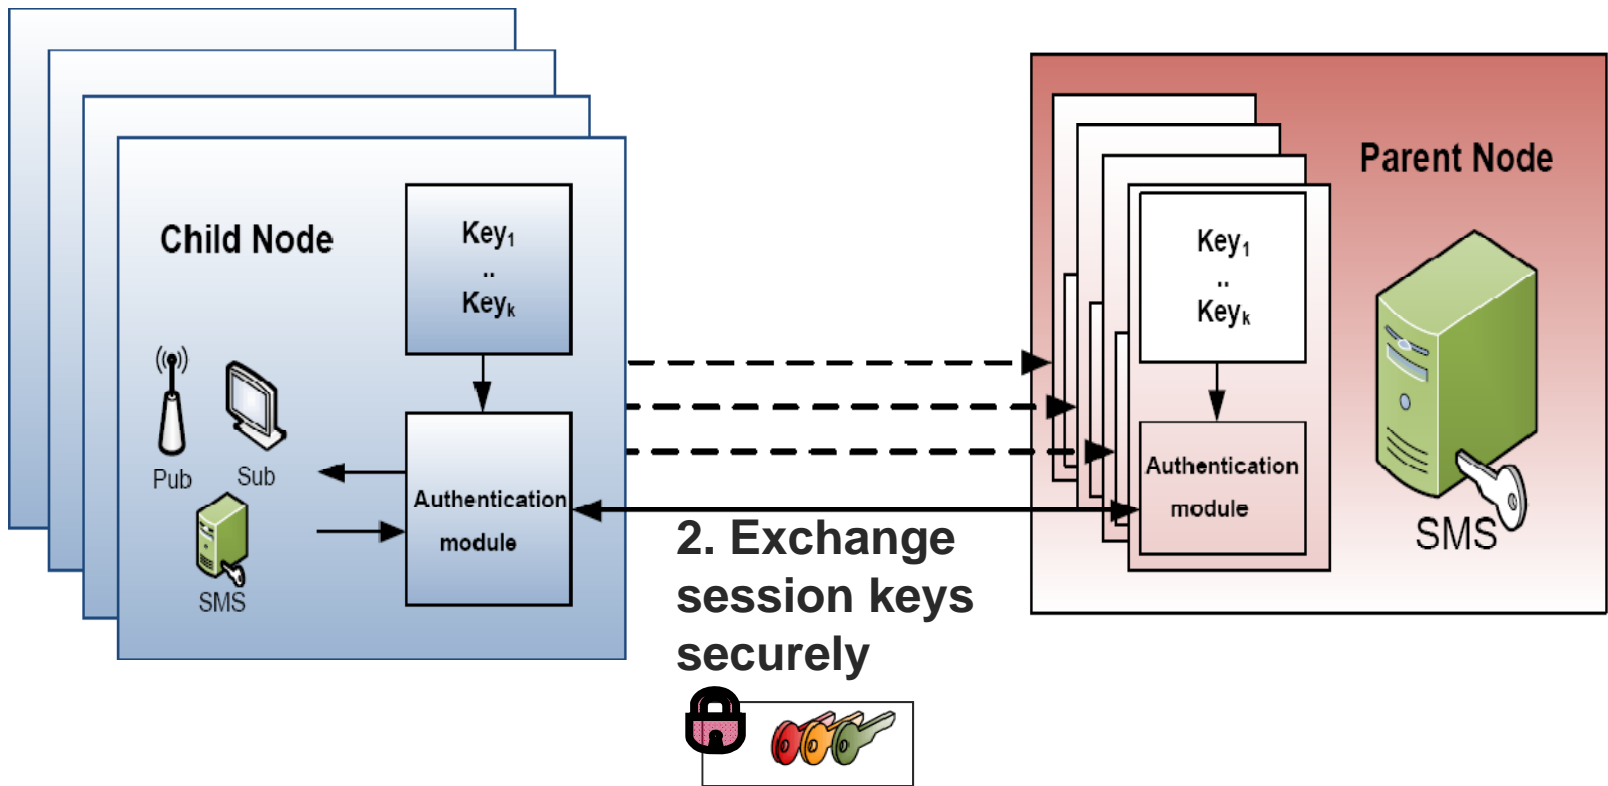 Child Node
Key1
..
Keyk
Pub
Sub
SMS
Authentication
module
2. Exchange
session keys
securely
Parent Node
Key1
..
Keyk
Authentication
module
SMS